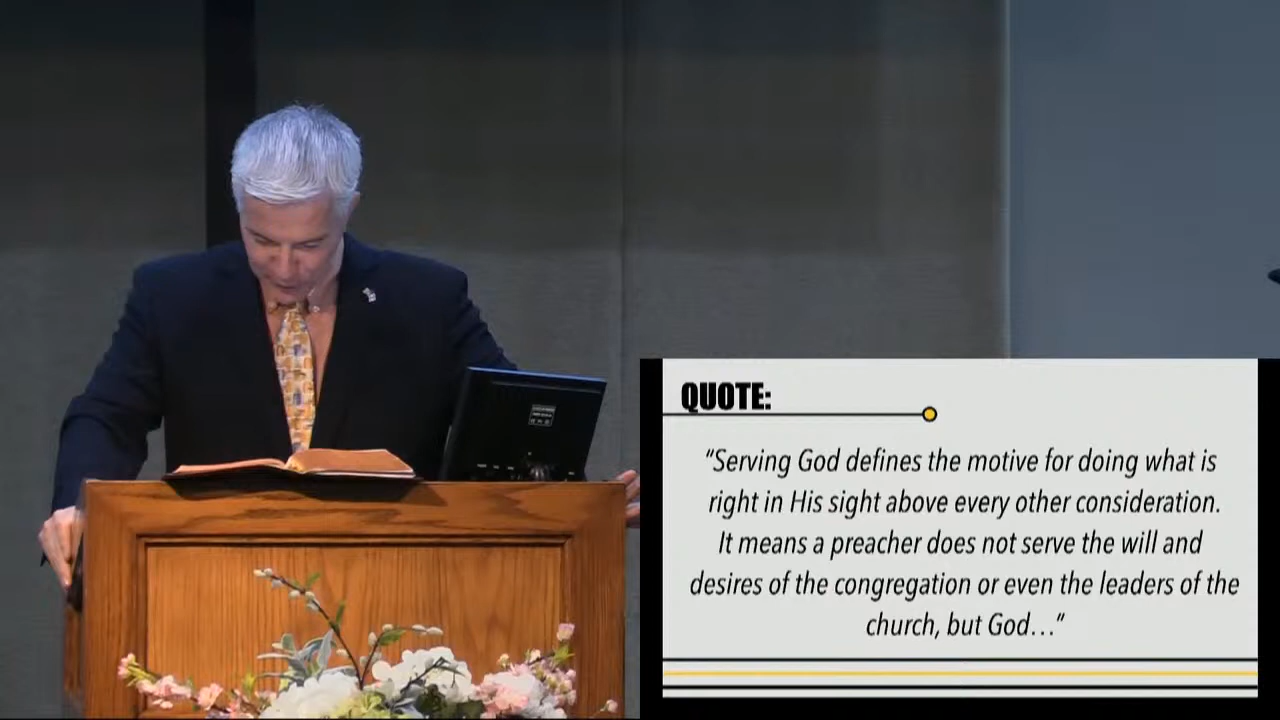 QUOTE:
“Serving God defines the motive for doing what is
right in His sight above every other consideration.
It means a preacher does not serve the will and
desires of the congregation or even the leaders of the
church, but God…”